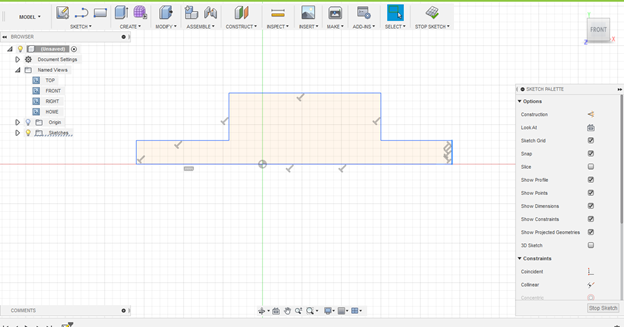 MODEL
SKETCH
CREATE
MODIFY
ASSEMBLE
CONSTRUCT
INSPECT
INSERT
MAKE
ADD-INS
SELECT
STOP SKETCH
BROWSER
(Unsaved)
Document Settings
Named Views
TOP
FRONT
RIGHT
HOME
Origin
Sketches
FRONT
Z
X
SKETCH PALETTE
Options
Construction
Look At
Sketch Grid
Snap
Slice
Show Profile
Show Points
Show Dimensions
Show Constraints
Show Projected Geometries
3D Sketch
Constraints
Coincident
Collinear
Stop Sketch
COMMENTS